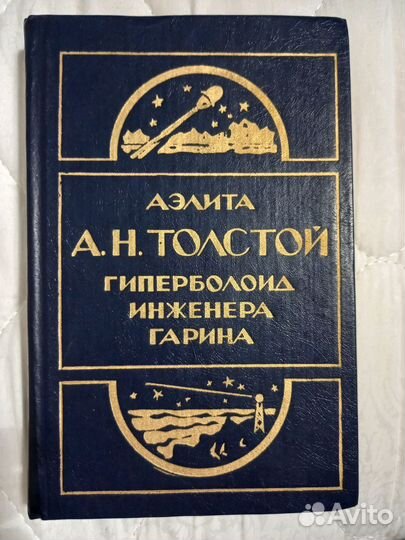 АЭЛИТА
А.Н.ТОЛСТОЙ
ГИПЕРБОЛОИД
ИНЖЕНЕРА
ГАРИНА
Avito